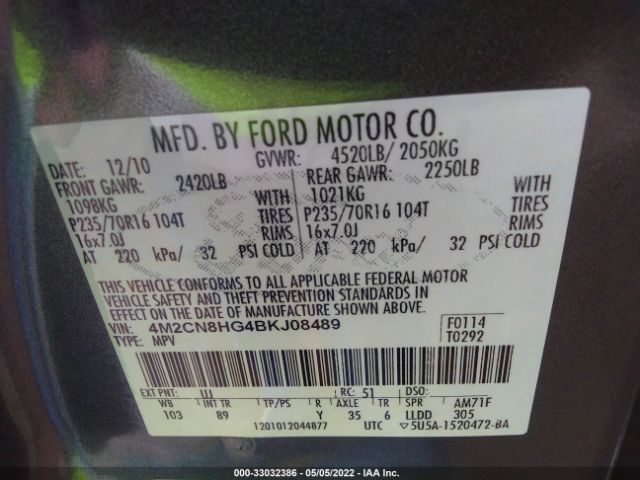 MFD. BY FORD MOTOR CO.
DATE: 12/10 GVWR: 4520LB/ 2050KG
FRONT GAWR: 2420LB REAR GAWR: 2250LB
1098KG WITH 1021KG WITH
P235/70R16 104T TIRES P235/70R16 104T TIRES
16x7.0J RIMS 16x7.0J RIMS
AT 220 kPa/ 32 PSI COLD AT 220 kPa/ 32 PSI COLD
THIS VEHICLE CONFORMS TO ALL APPLICABLE FEDERAL MOTOR
VEHICLE SAFETY AND THEFT PREVENTION STANDARDS IN
EFFECT ON THE DATE OF MANUFACTURE SHOWN ABOVE.
VIN: 4M2CN8HG4BKJ08489 F0114
TYPE: MPV T0292
EXT PNT: UJ RC: 51 DSO:
WB INT TR TP/PS R AXLE TR SPR AM71F
103 89 Y 35 6 LLDD 305
1201012044877 UTC ▽5U5A-1520472-BA
000-33032386 - 05/05/2022 - IAA Inc.